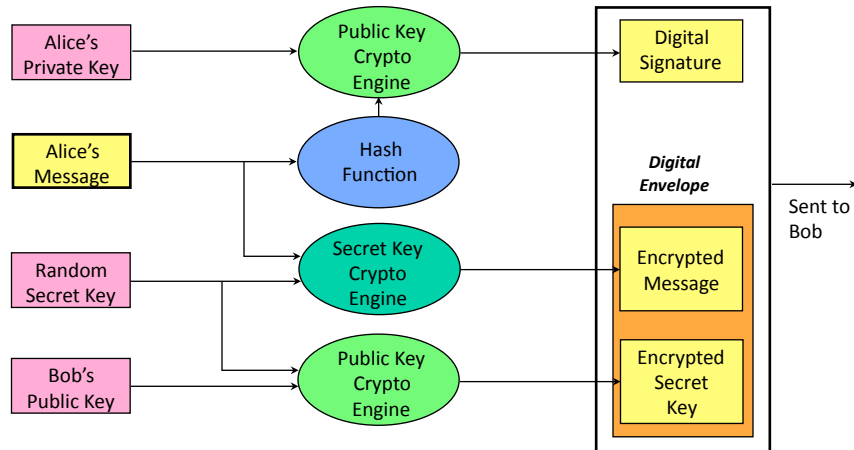 Alice's
Private Key
Public Key
Crypto
Engine
Digital
Signature
Alice's
Message
Hash
Function
Digital
Envelope
Sent to
Bob
Random
Secret Key
Secret Key
Crypto
Engine
Encrypted
Message
Bob's
Public Key
Public Key
Crypto
Engine
Encrypted
Secret
Key